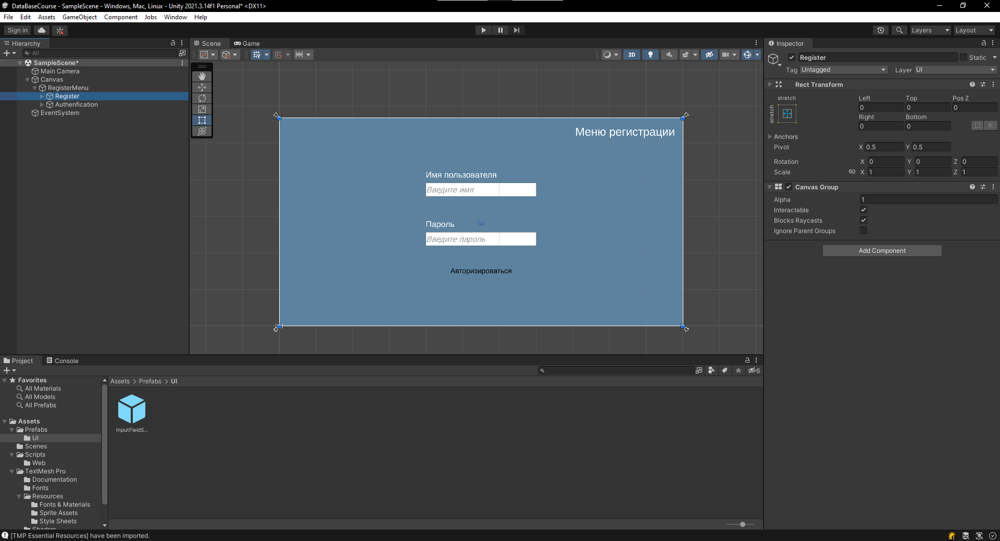 DataBaseCourse - SampleScene - Windows, Mac, Linux - Unity 2021.3.14f1 Personal* <DX11>
File Edit Assets GameObject Component Jobs Window Help
Sign in
Layers
Layout
Hierarchy
All
SampleScene*
Main Camera
Canvas
RegisterMenu
Register
Authenfication
EventSystem
Scene
Game
2D
Меню регистрации
Имя пользователя
Введите имя
Пароль
Введите пароль
Авторизироваться
Inspector
Register
Static
Tag Untagged
Layer UI
Rect Transform
stretch
stretch
Left Top Pos Z
0 0 0
Right Bottom
0 0
R
Anchors
Pivot X 0.5 Y 0.5
Rotation X 0 Y 0 Z 0
Scale X 1 Y 1 Z 1
Canvas Group
Alpha 1
Interactable
Blocks Raycasts
Ignore Parent Groups
Add Component
Project
Console
6
Favorites
All Materials
All Models
All Prefabs
Assets
Prefabs
UI
Scenes
Scripts
Web
TextMesh Pro
Documentation
Fonts
Resources
Fonts & Materials
Sprite Assets
Style Sheets
Shaders
Assets > Prefabs > UI
InputFieldS...
[TMP Essential Resources] have been imported.